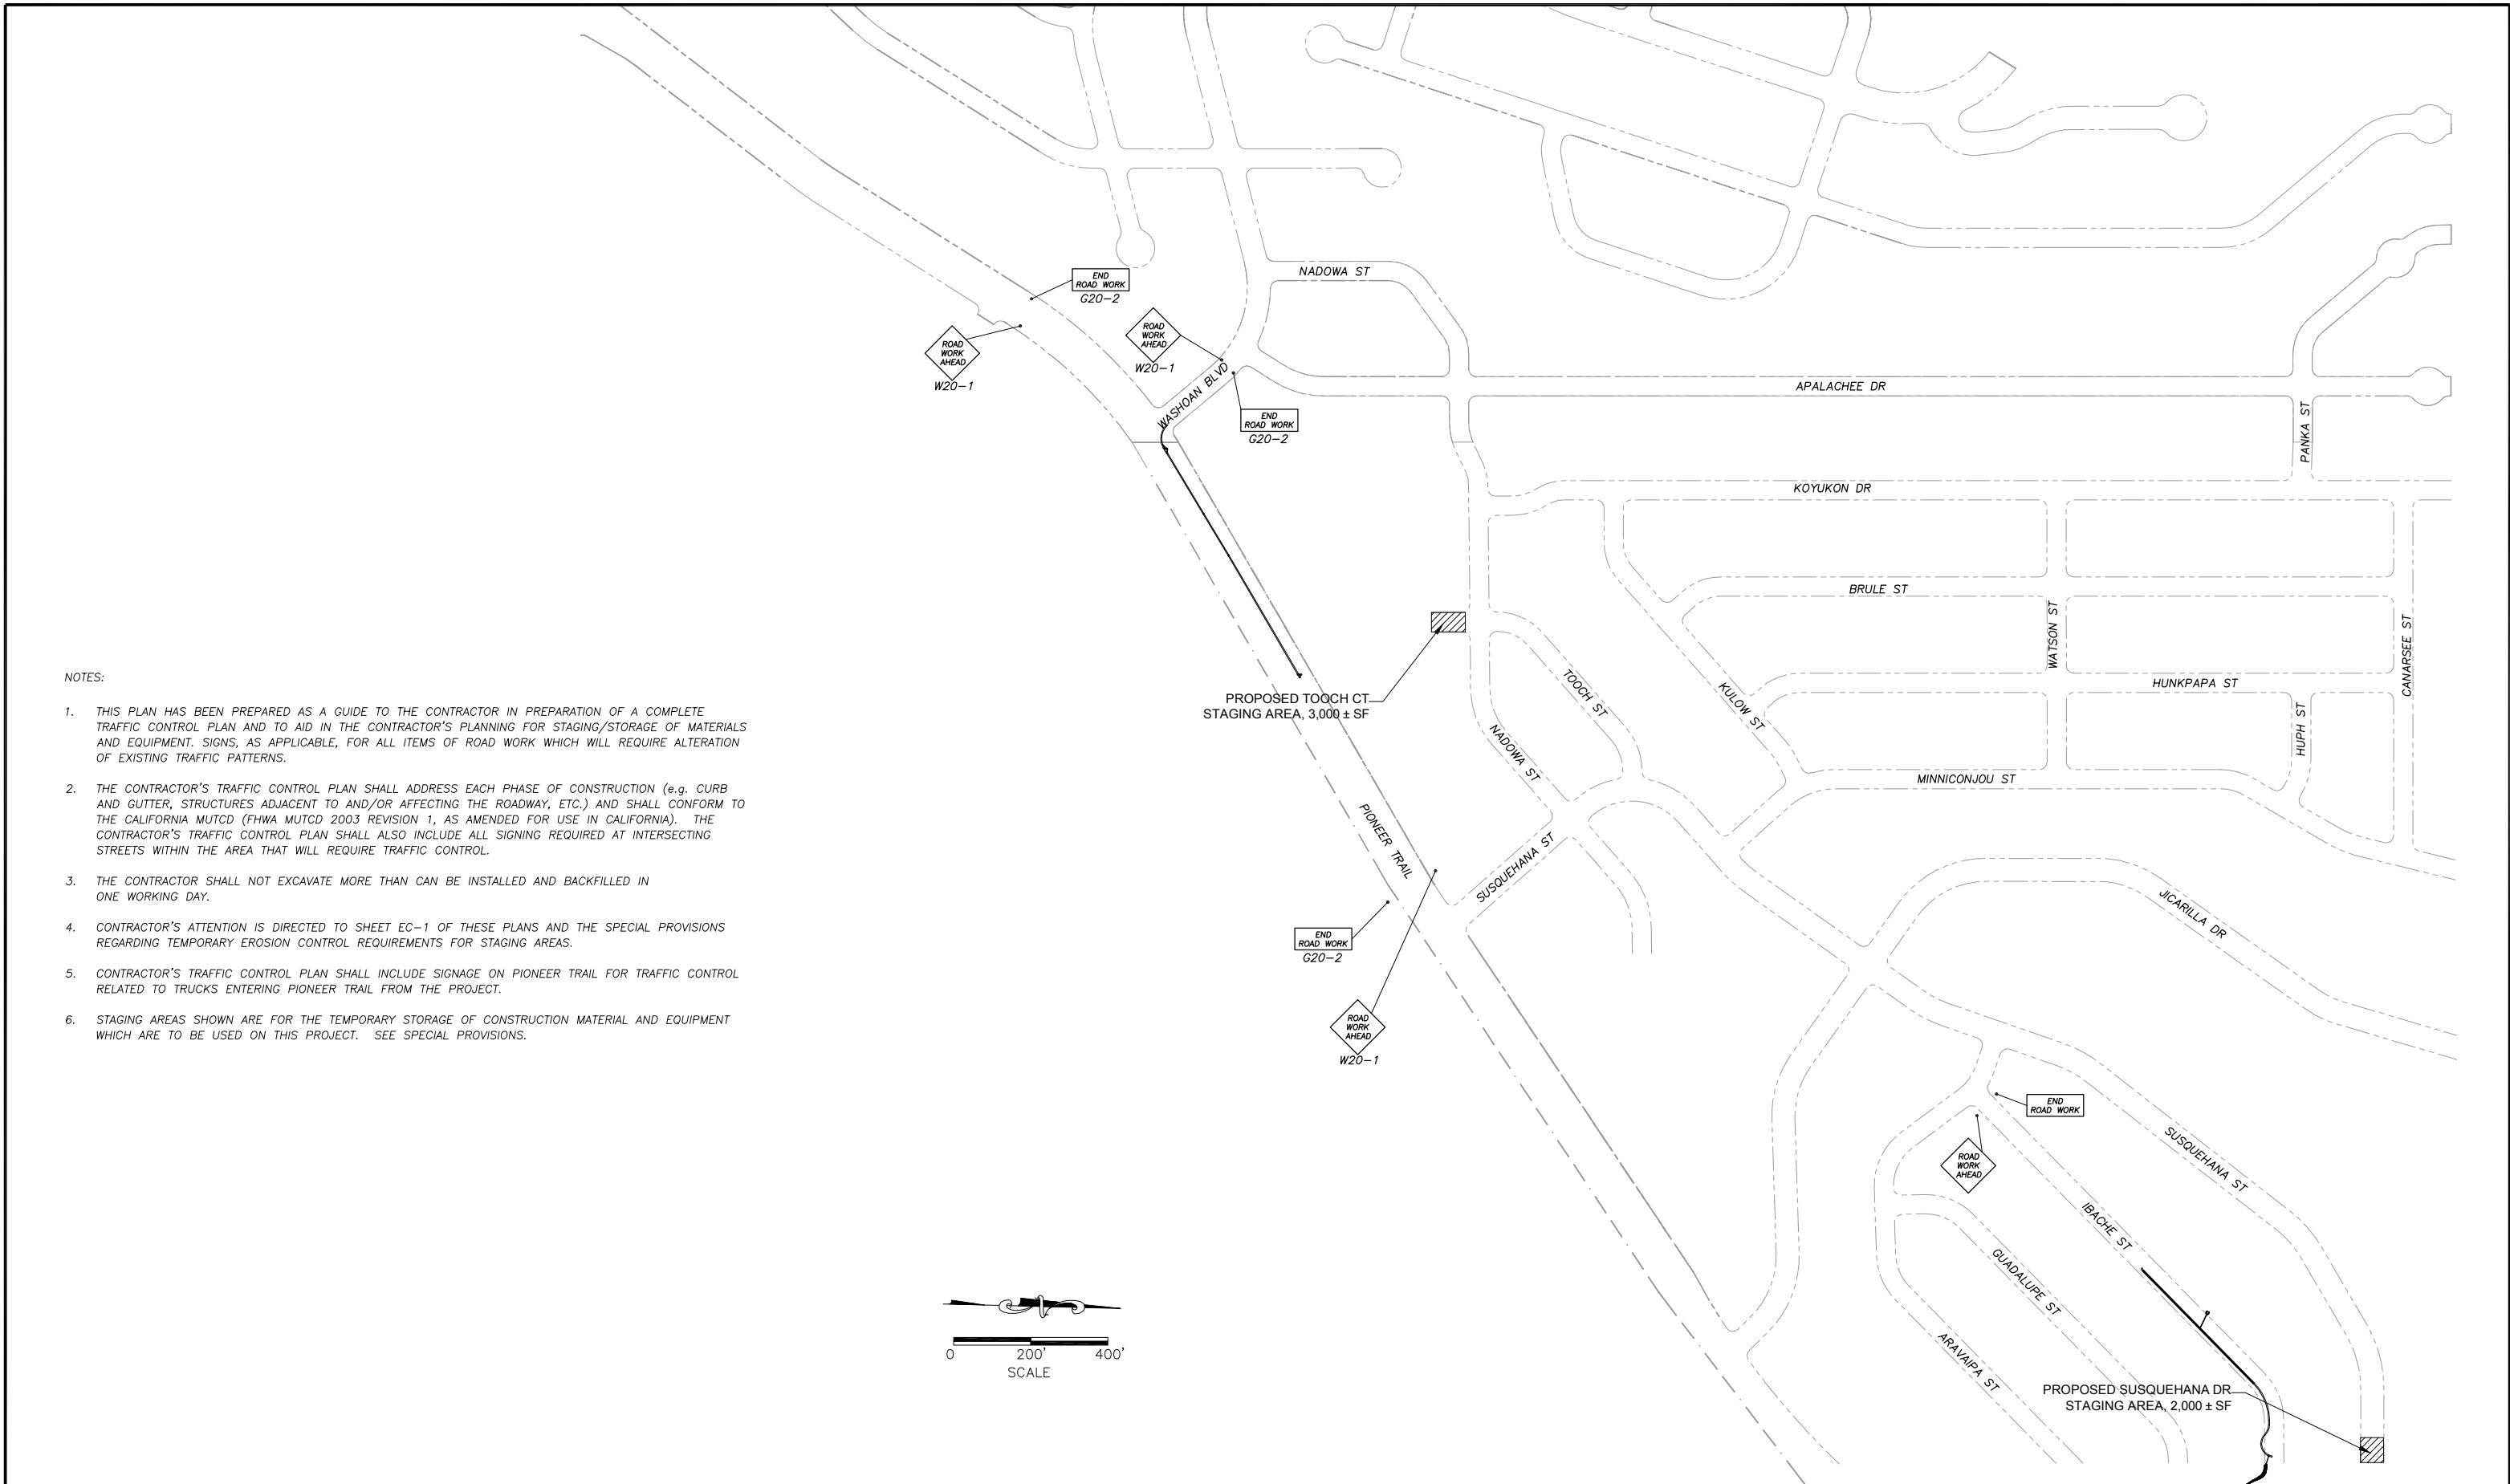 NADOWA ST
END
ROAD WORK
G20-2
ROAD
WORK
AHEAD
W20-1
ROAD
WORK
AHEAD
W20-1
WASHOAN BLVD
END
ROAD WORK
G20-2
APALACHEE DR
PANKA ST
KOYUKON DR
BRULE ST
WATSON ST
CANARSEE ST
HUNKPAPA ST
HUPH ST
KULOW ST
TOOCH ST
NADOWA ST
MINNICONJOU ST
PROPOSED TOOCH CT
STAGING AREA, 3,000 ± SF
PIONEER TRAIL
SUSQUEHANA ST
JICARILLA DR
END
ROAD WORK
G20-2
ROAD
WORK
AHEAD
W20-1
NOTES:
1. THIS PLAN HAS BEEN PREPARED AS A GUIDE TO THE CONTRACTOR IN PREPARATION OF A COMPLETE
TRAFFIC CONTROL PLAN AND TO AID IN THE CONTRACTOR'S PLANNING FOR STAGING/STORAGE OF MATERIALS
AND EQUIPMENT. SIGNS, AS APPLICABLE, FOR ALL ITEMS OF ROAD WORK WHICH WILL REQUIRE ALTERATION
OF EXISTING TRAFFIC PATTERNS.
2. THE CONTRACTOR'S TRAFFIC CONTROL PLAN SHALL ADDRESS EACH PHASE OF CONSTRUCTION (e.g. CURB
AND GUTTER, STRUCTURES ADJACENT TO AND/OR AFFECTING THE ROADWAY, ETC.) AND SHALL CONFORM TO
THE CALIFORNIA MUTCD (FHWA MUTCD 2003 REVISION 1, AS AMENDED FOR USE IN CALIFORNIA). THE
CONTRACTOR'S TRAFFIC CONTROL PLAN SHALL ALSO INCLUDE ALL SIGNING REQUIRED AT INTERSECTING
STREETS WITHIN THE AREA THAT WILL REQUIRE TRAFFIC CONTROL.
3. THE CONTRACTOR SHALL NOT EXCAVATE MORE THAN CAN BE INSTALLED AND BACKFILLED IN
ONE WORKING DAY.
4. CONTRACTOR'S ATTENTION IS DIRECTED TO SHEET EC-1 OF THESE PLANS AND THE SPECIAL PROVISIONS
REGARDING TEMPORARY EROSION CONTROL REQUIREMENTS FOR STAGING AREAS.
5. CONTRACTOR'S TRAFFIC CONTROL PLAN SHALL INCLUDE SIGNAGE ON PIONEER TRAIL FOR TRAFFIC CONTROL
RELATED TO TRUCKS ENTERING PIONEER TRAIL FROM THE PROJECT.
6. STAGING AREAS SHOWN ARE FOR THE TEMPORARY STORAGE OF CONSTRUCTION MATERIAL AND EQUIPMENT
WHICH ARE TO BE USED ON THIS PROJECT. SEE SPECIAL PROVISIONS.
END
ROAD WORK
ROAD
WORK
AHEAD
SUSQUEHANA ST
IBACHE ST
GUADALUPE ST
ARAVAIPA ST
PROPOSED SUSQUEHANA DR
STAGING AREA, 2,000 ± SF
0 200' 400'
SCALE